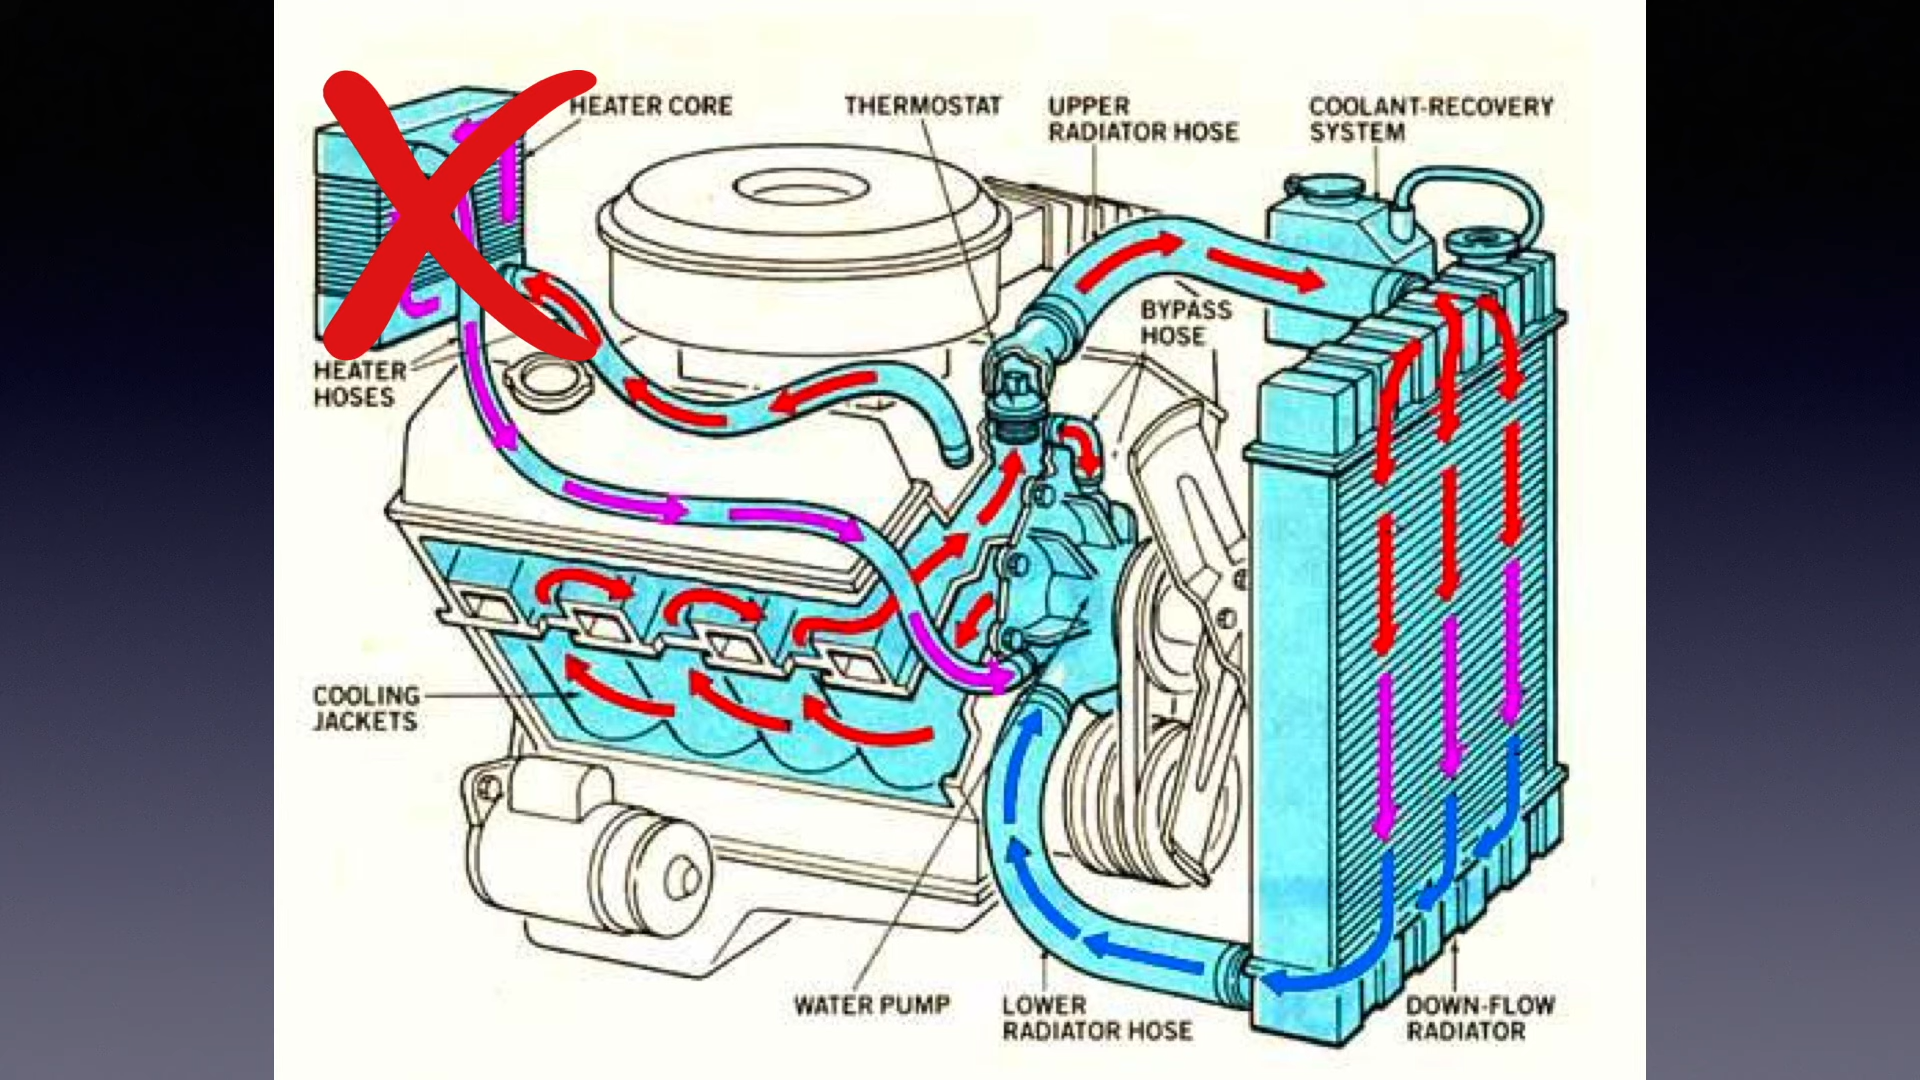 HEATER CORE
THERMOSTAT
UPPER
RADIATOR HOSE
COOLANT-RECOVERY
SYSTEM
BYPASS
HOSE
HEATER
HOSES
COOLING
JACKETS
WATER PUMP
LOWER
RADIATOR HOSE
DOWN-FLOW
RADIATOR